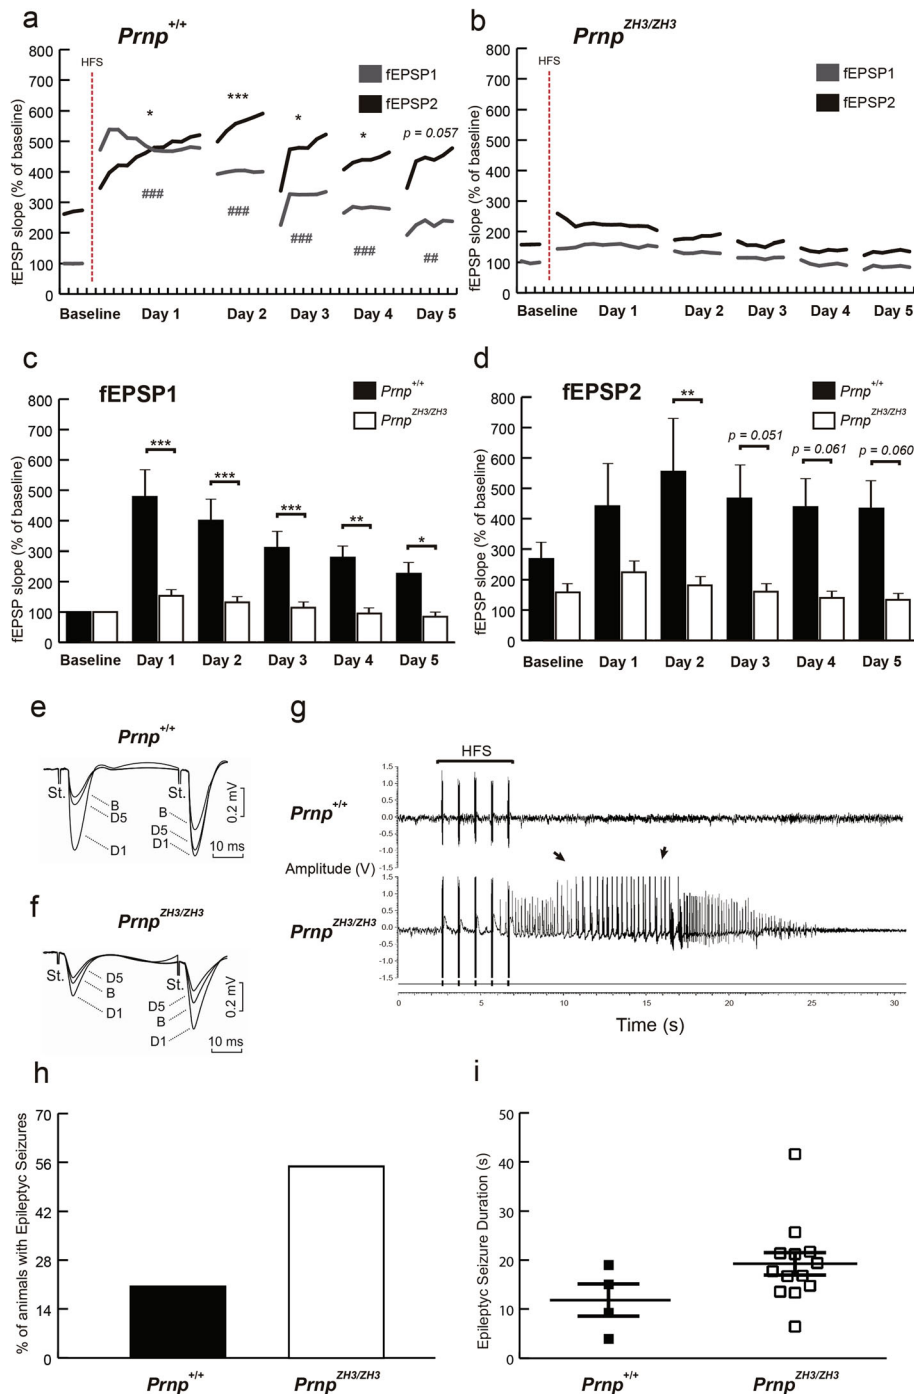 a
Prnp+/+
800
700
600
500
400
300
200
100
0
fEPSP slope (% of baseline)
HFS
fEPSP1
fEPSP2
*
***
*
*
p = 0.057
###
###
###
###
##
Baseline Day 1 Day 2 Day 3 Day 4 Day 5
b
PrnpZH3/ZH3
800
700
600
500
400
300
200
100
0
fEPSP slope (% of baseline)
HFS
fEPSP1
fEPSP2
Baseline Day 1 Day 2 Day 3 Day 4 Day 5
c
fEPSP1
Prnp+/+
PrnpZH3/ZH3
800
700
600
500
400
300
200
100
0
fEPSP slope (% of baseline)
***
***
***
**
*
Baseline Day 1 Day 2 Day 3 Day 4 Day 5
d
fEPSP2
Prnp+/+
PrnpZH3/ZH3
800
700
600
500
400
300
200
100
0
fEPSP slope (% of baseline)
**
p = 0.051
p = 0.061
p = 0.060
Baseline Day 1 Day 2 Day 3 Day 4 Day 5
e
Prnp+/+
St.
B
D5
D1
St.
B
D5
D1
0.2 mV
10 ms
f
PrnpZH3/ZH3
St.
D5
B
D1
St.
D5
B
D1
0.2 mV
10 ms
g
HFS
Prnp+/+
1.5
1.0
0.5
0.0
-0.5
-1.0
-1.5
Amplitude (V)
PrnpZH3/ZH3
1.5
1.0
0.5
0.0
-0.5
-1.0
-1.5
0 5 10 15 20 25 30
Time (s)
h
70
56
42
28
14
0
% of animals with Epileptyc Seizures
Prnp+/+ PrnpZH3/ZH3
i
50
40
30
20
10
0
Epileptyc Seizure Duration (s)
Prnp+/+ PrnpZH3/ZH3